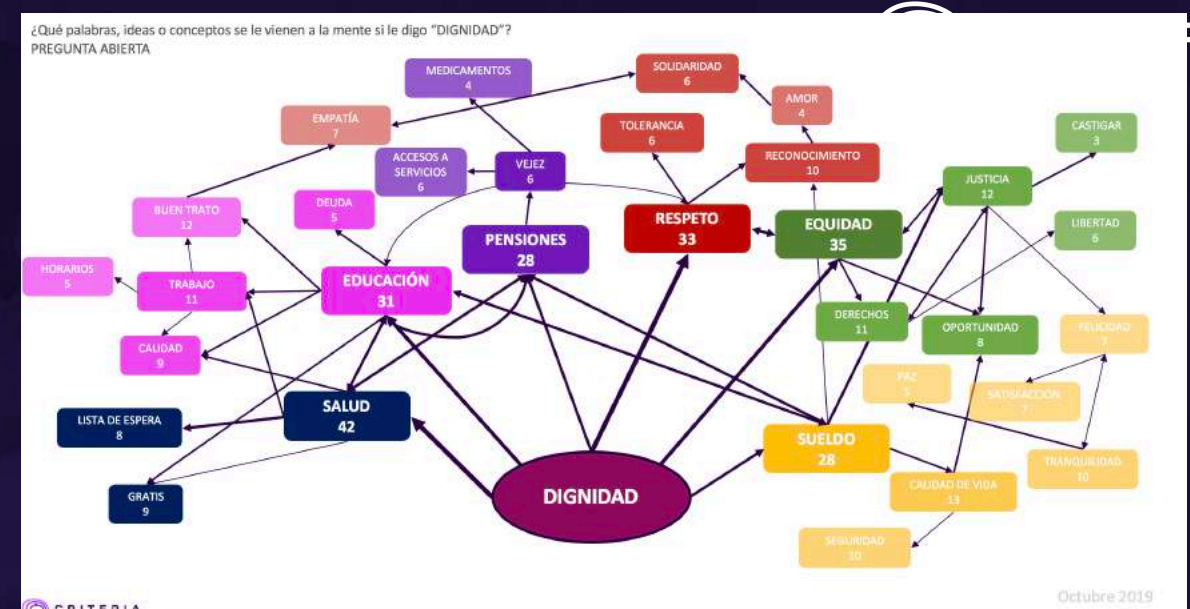 ¿Qué palabras, ideas o conceptos se le vienen a la mente si le digo "DIGNIDAD"?
PREGUNTA ABIERTA
MEDICAMENTOS
4
SOLIDARIDAD
6
AMOR
4
EMPATÍA
7
TOLERANCIA
6
CASTIGAR
3
ACCESOS A
SERVICIOS
6
VEJEZ
6
RECONOCIMIENTO
10
JUSTICIA
12
BUEN TRATO
12
DEUDA
5
RESPETO
33
EQUIDAD
35
LIBERTAD
6
PENSIONES
28
HORARIOS
5
TRABAJO
11
EDUCACIÓN
31
DERECHOS
11
OPORTUNIDAD
8
FELICIDAD
7
CALIDAD
9
PAZ
5
SATISFACCIÓN
7
LISTA DE ESPERA
8
SALUD
42
SUELDO
28
TRANQUILIDAD
10
GRATIS
9
DIGNIDAD
CALIDAD DE VIDA
13
SEGURIDAD
10
CRITERIA
Octubre 2019